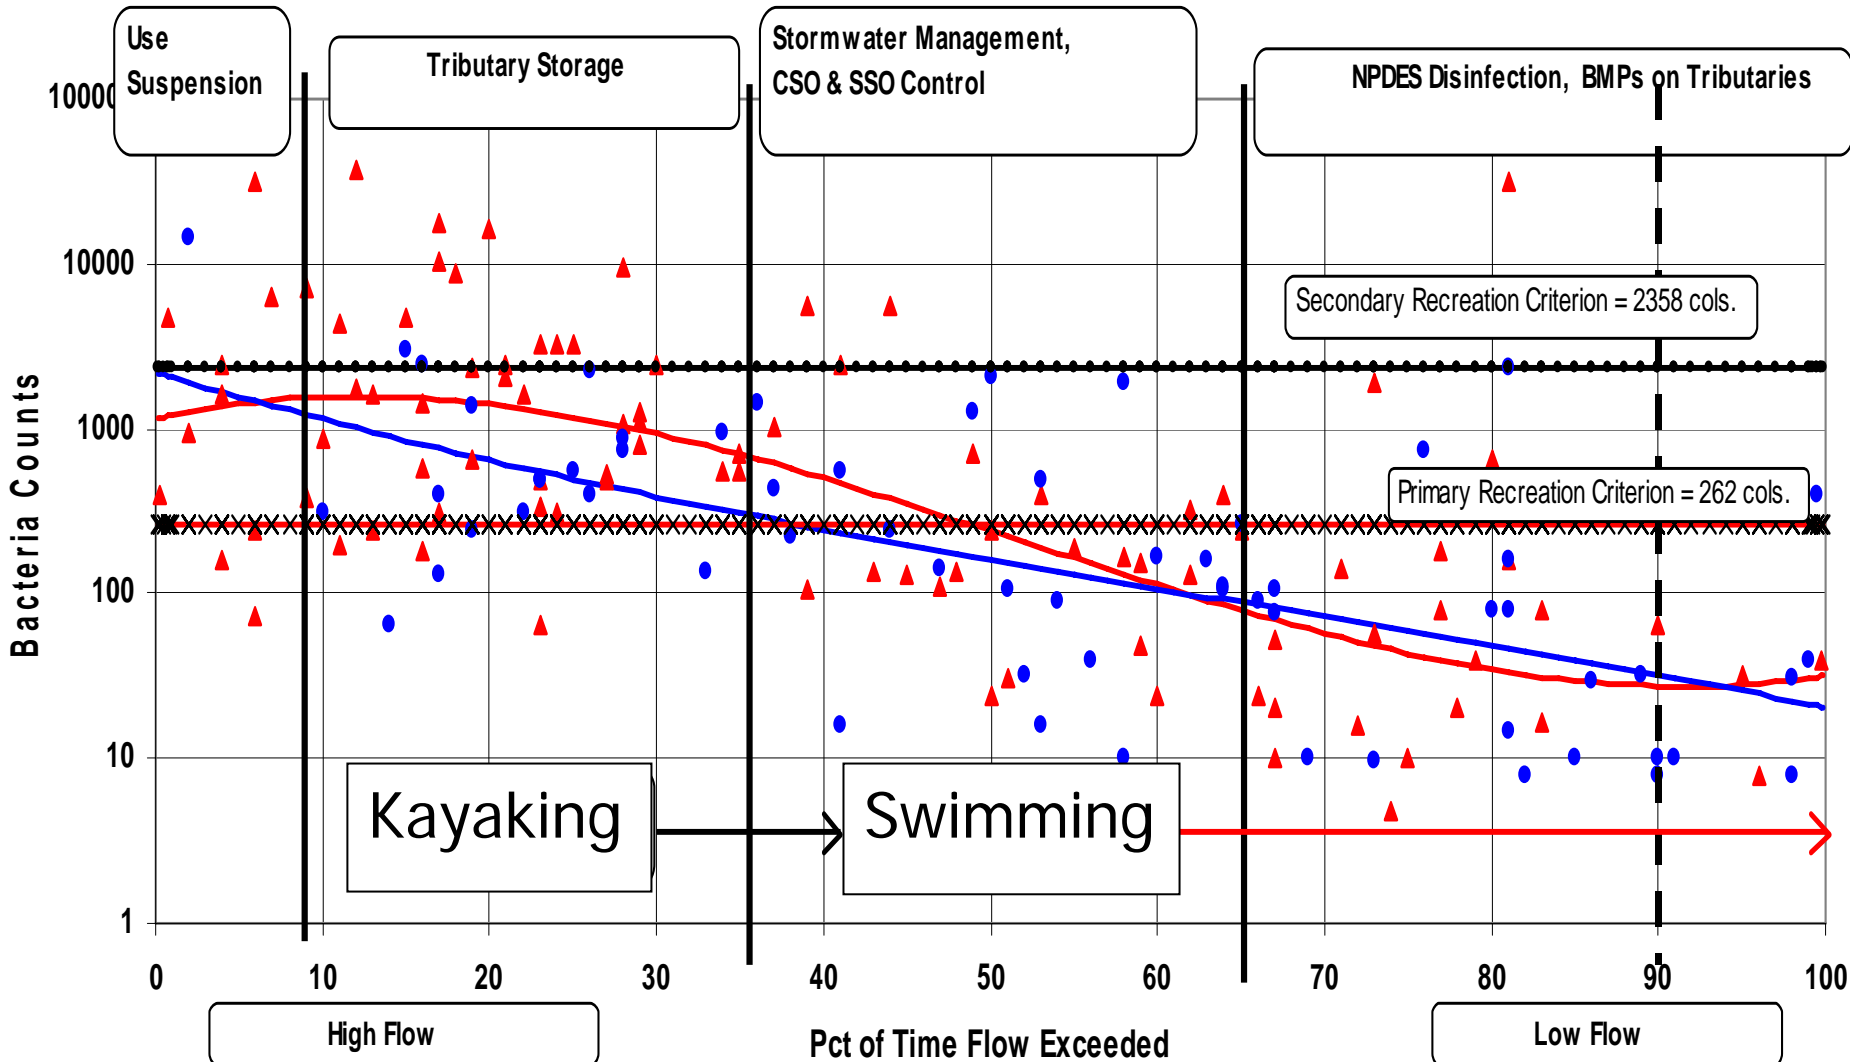 Use
Suspension
Tributary Storage
Stormwater Management,
CSO & SSO Control
NPDES Disinfection, BMPs on Tributaries
10000
10000
1000
100
10
1
Bacteria Counts
Secondary Recreation Criterion = 2358 cols.
Primary Recreation Criterion = 262 cols.
Kayaking
Swimming
0 10 20 30 40 50 60 70 80 90 100
High Flow
Pct of Time Flow Exceeded
Low Flow